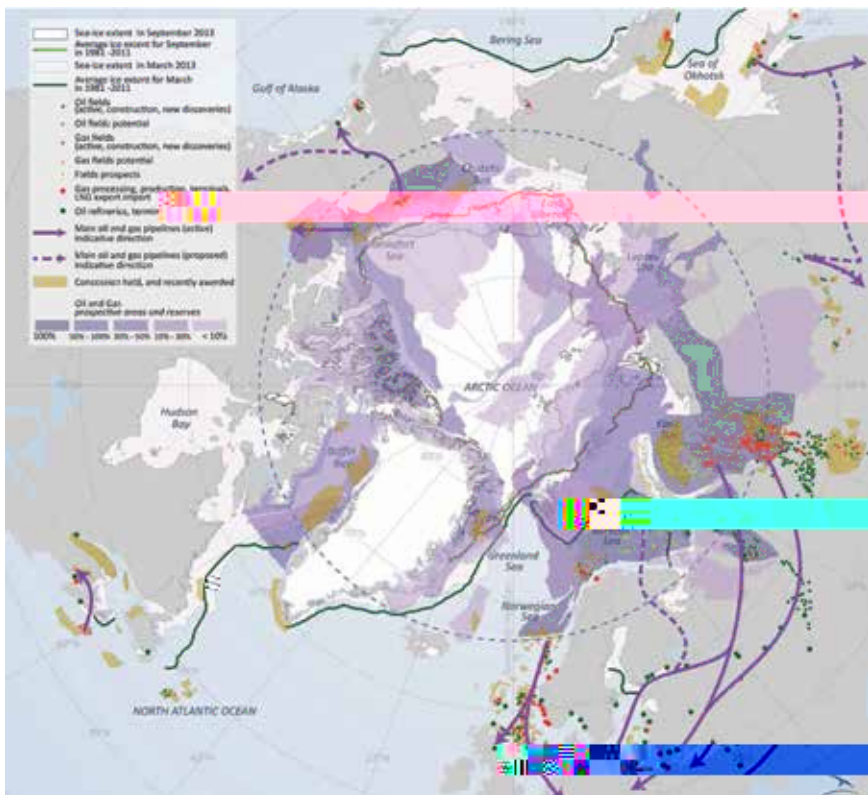 Sea-ice extent in September 2013
Average ice extent for September
in 1981 -2011
Sea-ice extent in March 2013
Average ice extent for March
in 1981 -2011
Oil fields
(active, construction, new discoveries)
Oil fields potential
Gas fields
(active, construction, new discoveries)
Gas fields potential
Fields prospects
Gas processing, production, terminals
LNG export import
Oil refineries,
Main oil and gas pipelines (active)
Indicative direction
Main oil and gas pipelines (proposed)
Indicative direction
Concession held, and recently awarded
Oil and Gas
prospective areas and reserves
100% 50% - 100% 30% - 50% 10% - 30% < 10%
Bering Sea
Sea of
Okhotsk
Gulf of Alaska
Beaufort
Sea
ARCTIC OCEAN
Hudson
Bay
Baffin
Bay
Greenland
Sea
Sea
Norwegian
Sea
NORTH ATLANTIC OCEAN